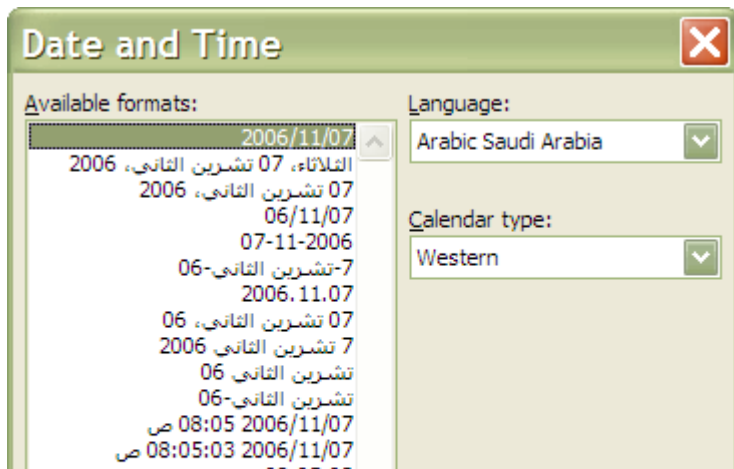 Date and Time
Available formats:
2006/11/07
الثلاثاء، 07 تشرين الثاني، 2006
07 تشرين الثاني، 2006
06/11/07
07-11-2006
7-تشرين الثاني-06
2006.11.07
07 تشرين الثاني، 06
7 تشرين الثاني 2006
تشرين الثاني 06
تشرين الثاني-06
2006/11/07 08:05 ص
2006/11/07 08:05:03 ص
Language:
Arabic Saudi Arabia
Calendar type:
Western